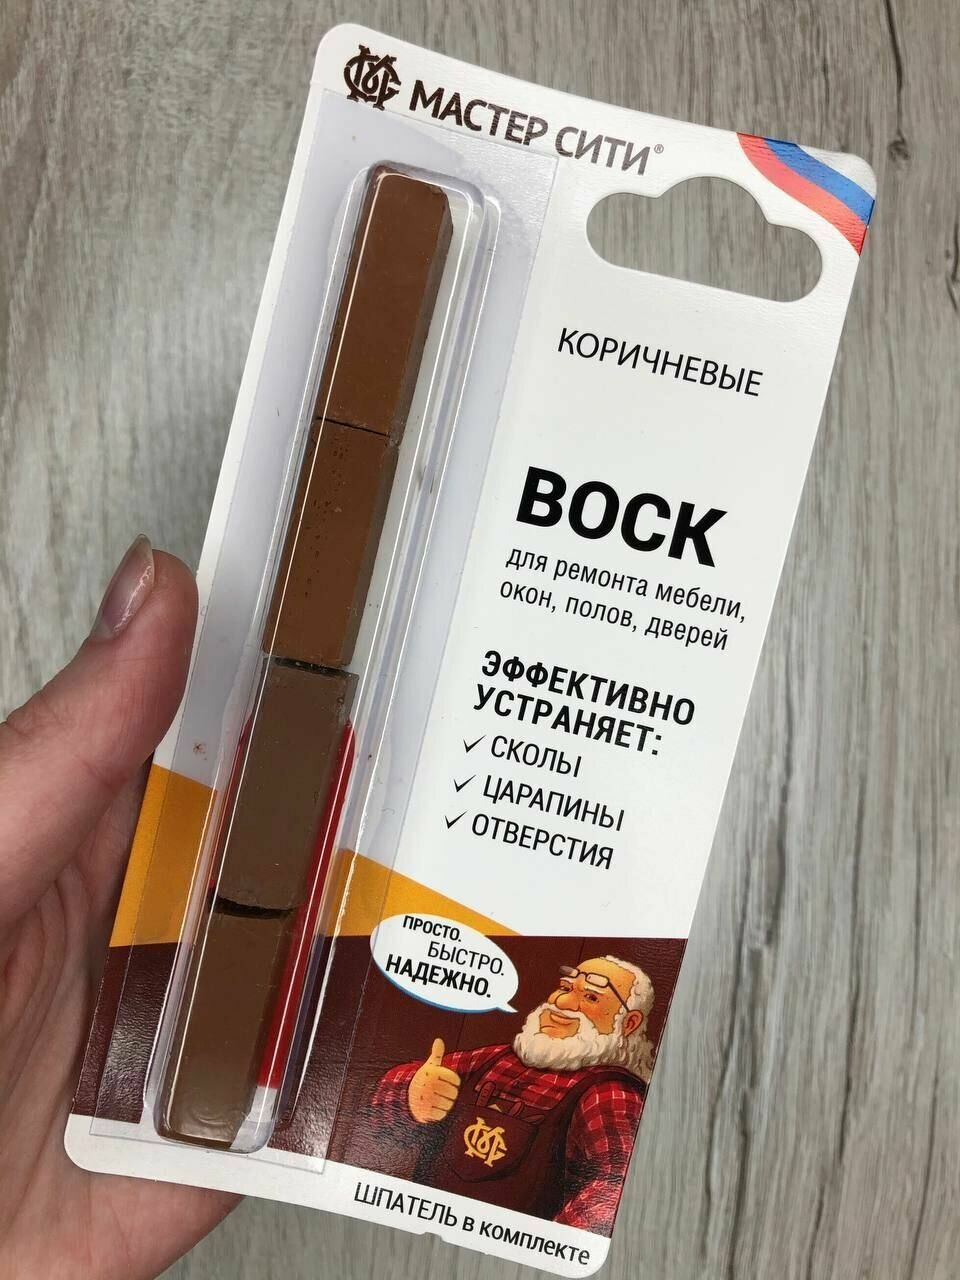 МАСТЕР СИТИ®
КОРИЧНЕВЫЕ
ВОСК
для ремонта мебели,
окон, полов, дверей
ЭФФЕКТИВНО
УСТРАНЯЕТ:
✓ СКОЛЫ
✓ ЦАРАПИНЫ
✓ ОТВЕРСТИЯ
ПРОСТО.
БЫСТРО.
НАДЕЖНО.
ШПАТЕЛЬ в комплекте